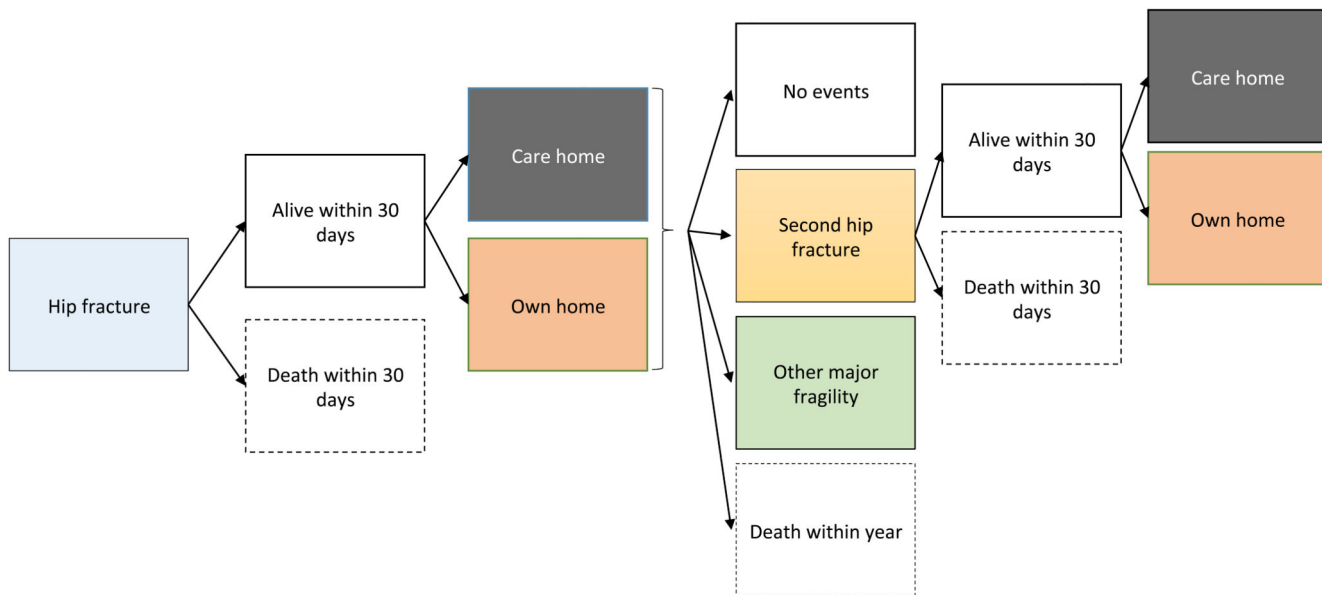 Hip fracture
Alive within 30
days
Death within 30
days
Care home
Own home
No events
Second hip
fracture
Other major
fragility
Death within year
Alive within 30
days
Death within 30
days
Care home
Own home